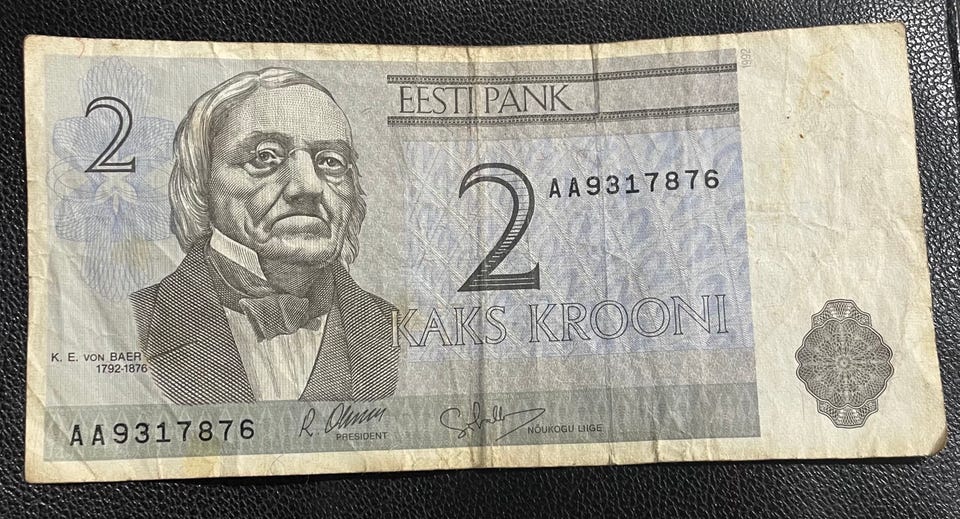 1992
EESTI PANK
2
2
AA9317876
KAKS KROONI
K. E. VON BAER
1792-1876
AA9317876
PRESIDENT
NÕUKOGU LIIGE